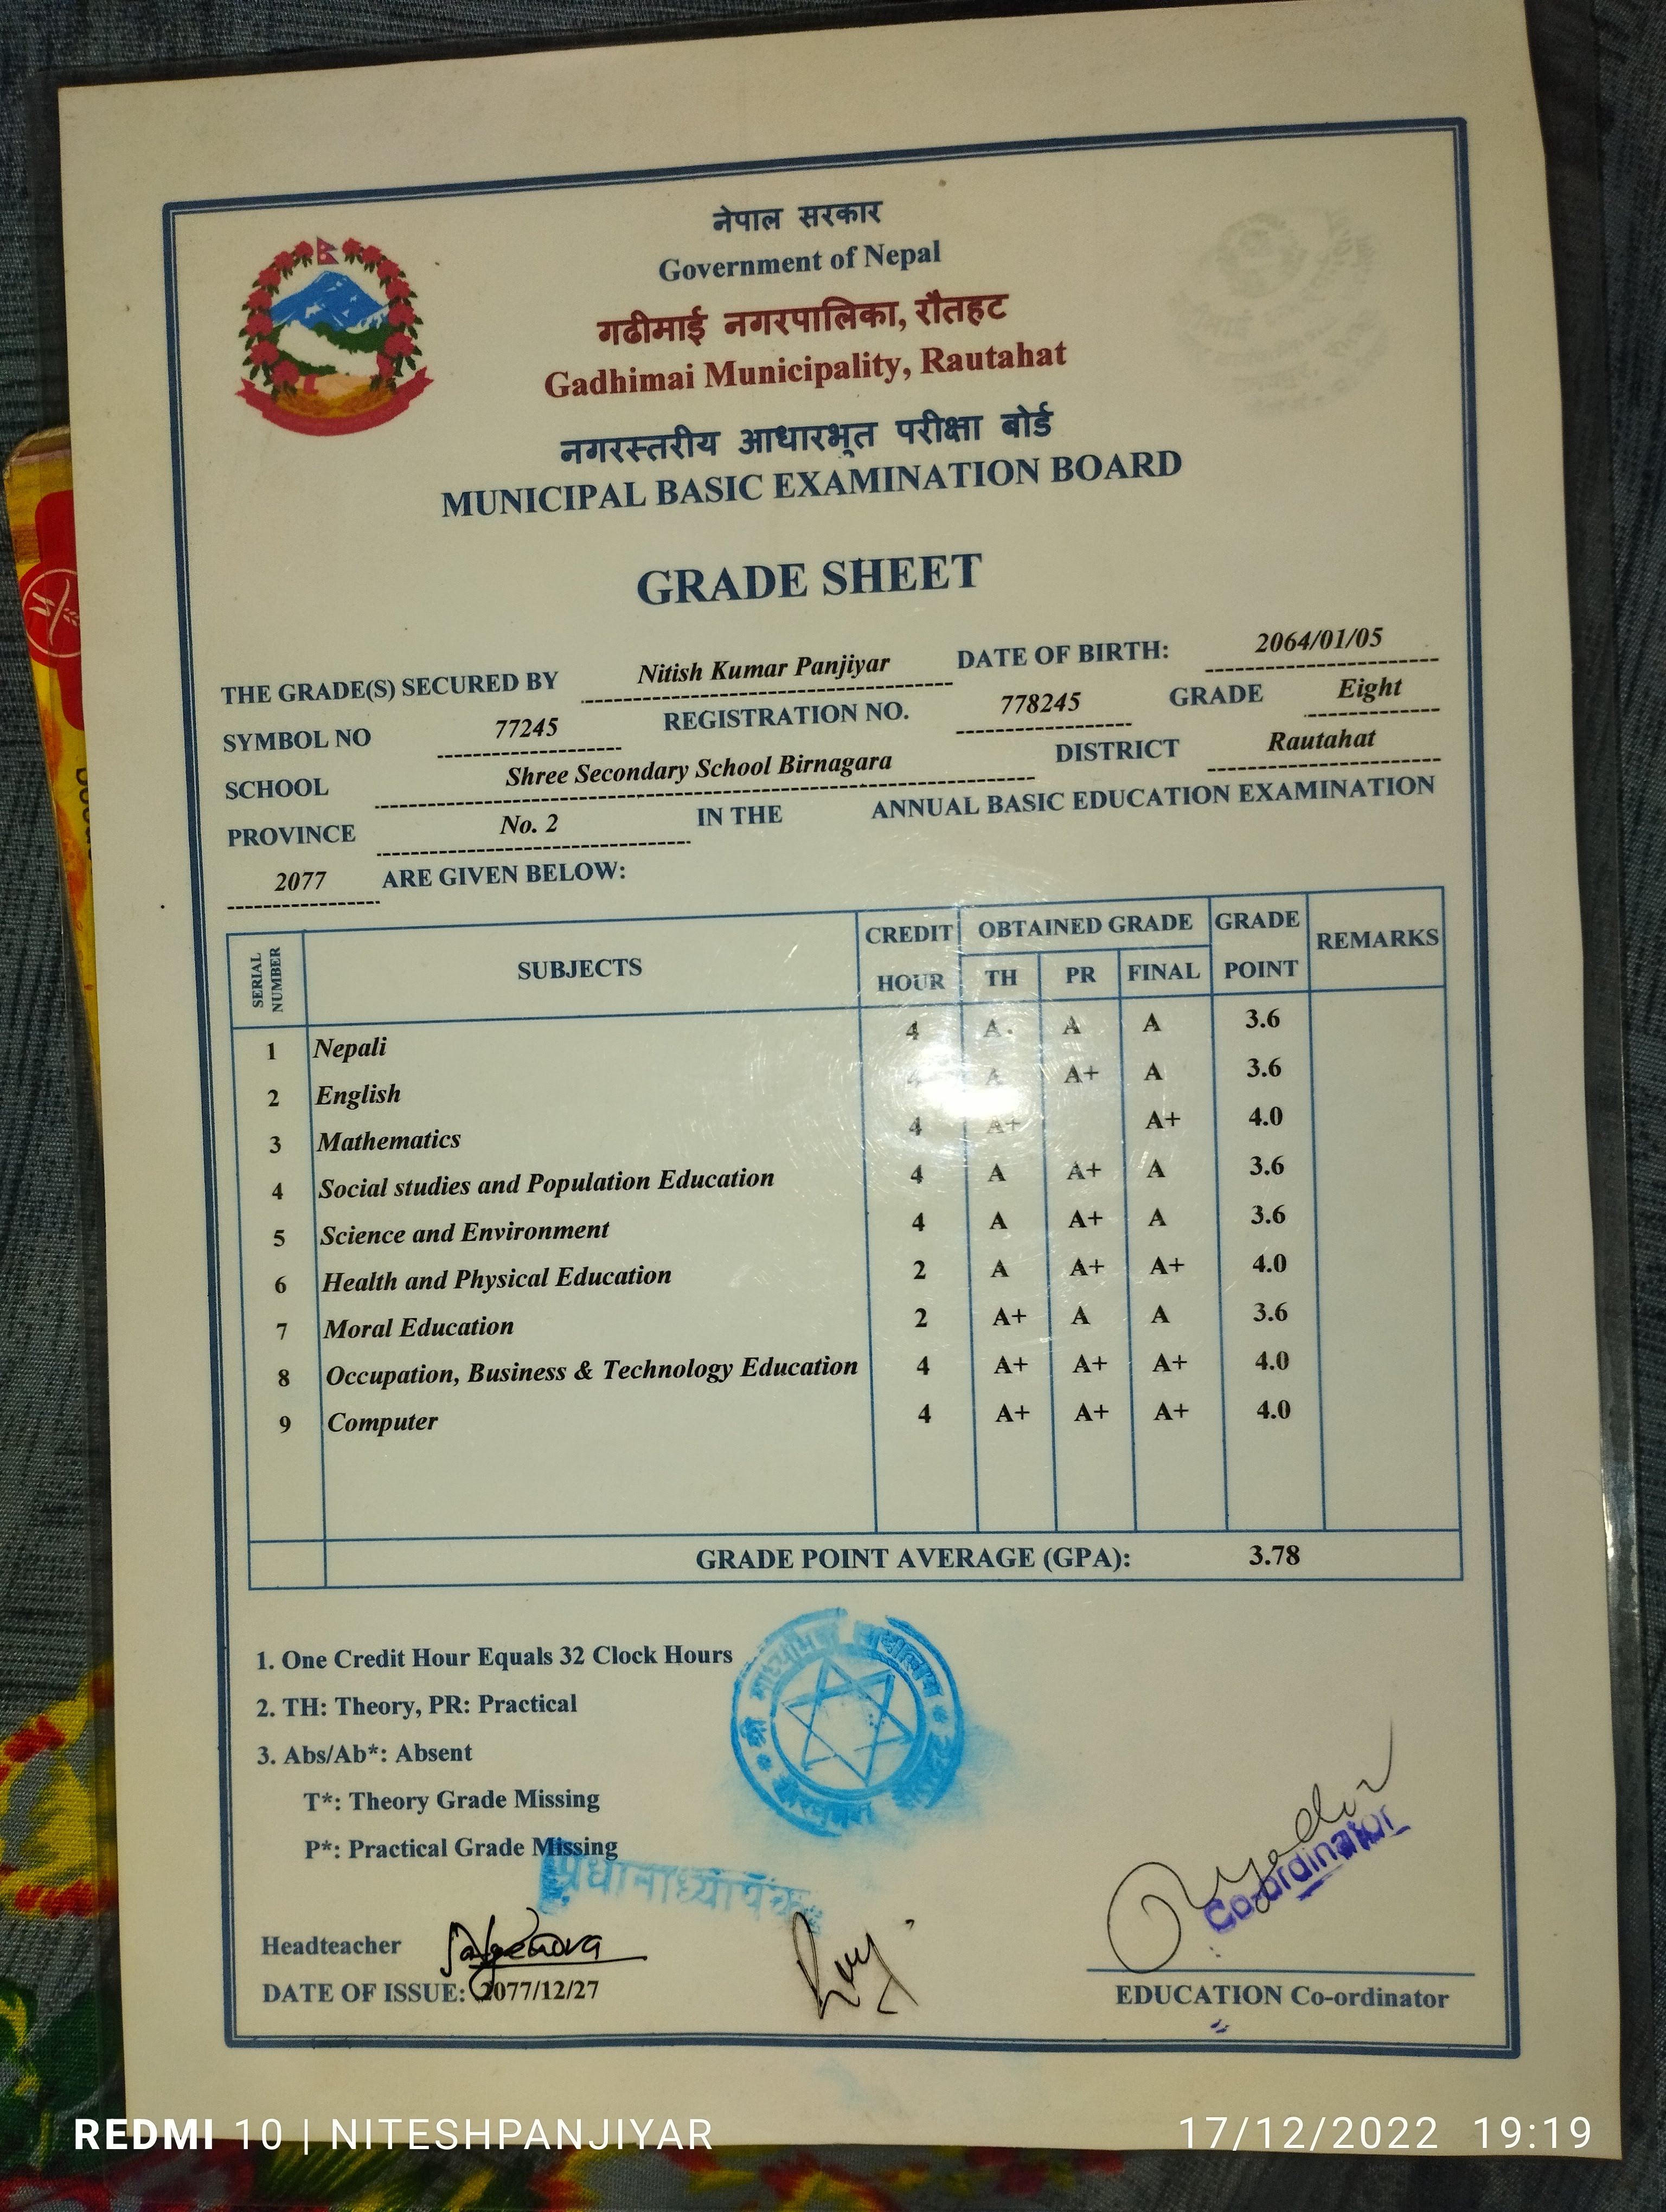 नेपाल सरकार
Government of Nepal
गढीमाई नगरपालिका, रौतहट
Gadhimai Municipality, Rautahat
नगरस्तरीय आधारभुत परीक्षा बोर्ड
MUNICIPAL BASIC EXAMINATION BOARD
GRADE SHEET
THE GRADE(S) SECURED BY Nitish Kumar Panjiyar DATE OF BIRTH: 2064/01/05
SYMBOL NO 77245 REGISTRATION NO. 778245 GRADE Eight
SCHOOL Shree Secondary School Birnagara DISTRICT Rautahat
PROVINCE No. 2 IN THE ANNUAL BASIC EDUCATION EXAMINATION
2077 ARE GIVEN BELOW:
SERIAL NUMBER SUBJECTS CREDIT HOUR OBTAINED GRADE GRADE POINT REMARKS
TH PR FINAL
1 Nepali 4 A. A A 3.6
2 English 4 A A+ A 3.6
3 Mathematics 4 A+ A+ 4.0
4 Social studies and Population Education 4 A A+ A 3.6
5 Science and Environment 4 A A+ A 3.6
6 Health and Physical Education 2 A A+ A+ 4.0
7 Moral Education 2 A+ A A 3.6
8 Occupation, Business & Technology Education 4 A+ A+ A+ 4.0
9 Computer 4 A+ A+ A+ 4.0
GRADE POINT AVERAGE (GPA): 3.78
1. One Credit Hour Equals 32 Clock Hours
2. TH: Theory, PR: Practical
3. Abs/Ab*: Absent
T*: Theory Grade Missing
P*: Practical Grade Missing
प्रधानाध्यापक
Co-ordinator
Headteacher
DATE OF ISSUE: 2077/12/27
EDUCATION Co-ordinator
REDMI 10 | NITESHPANJIYAR
17/12/2022 19:19